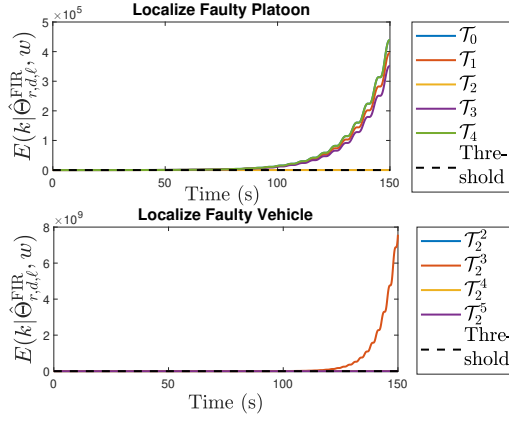 Localize Faulty Platoon
×10⁵
5
4
3
2
1
0
E(k|Θ̂ᶠᴵᴿ_{r,d,ℓ}, w)
0 50 100 150
Time (s)
𝒯₀
𝒯₁
𝒯₂
𝒯₃
𝒯₄
Thre-
shold
Localize Faulty Vehicle
×10⁹
8
6
4
2
0
E(k|Θ̂ᶠᴵᴿ_{r,d,ℓ}, w)
0 50 100 150
Time (s)
𝒯₂²
𝒯₂³
𝒯₂⁴
𝒯₂⁵
Thre-
shold